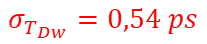 σ_{T_{Dw}} = 0,54 ps